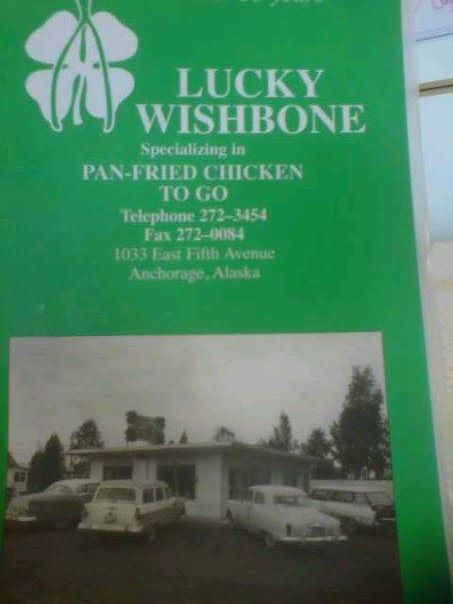 years
LUCKY
WISHBONE
Specializing in
PAN-FRIED CHICKEN
TO GO
Telephone 272–3454
Fax 272–0084
1033 East Fifth Avenue
Anchorage, Alaska